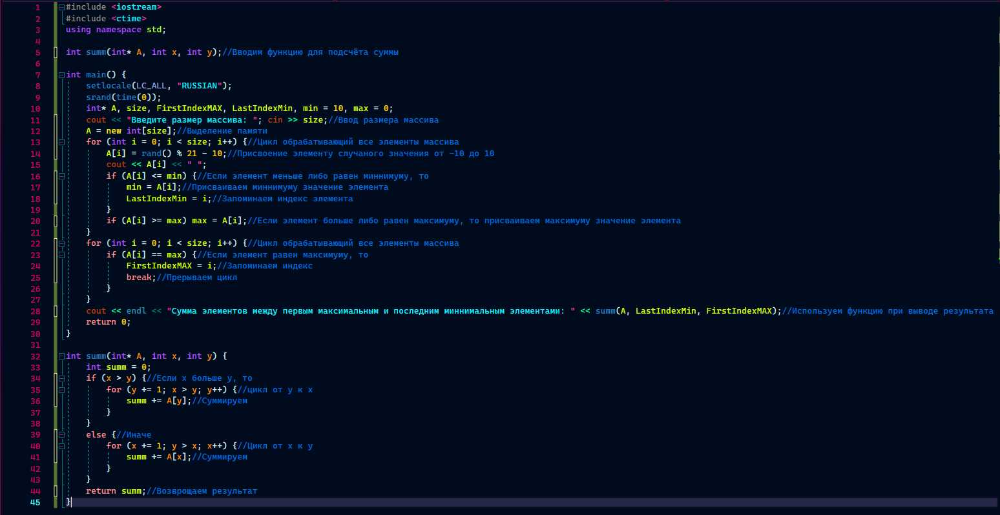 1 #include <iostream>
2 #include <ctime>
3 using namespace std;
4
5 int summ(int* A, int x, int y);//Вводим функцию для подсчёта суммы
6
7 int main() {
8     setlocale(LC_ALL, "RUSSIAN");
9     srand(time(0));
10     int* A, size, FirstIndexMAX, LastIndexMin, min = 10, max = 0;
11     cout << "Введите размер массива: "; cin >> size;//Ввод размера массива
12     A = new int[size];//Выделение памяти
13     for (int i = 0; i < size; i++) {//Цикл обрабатывающий все элементы массива
14         A[i] = rand() % 21 - 10;//Присвоение элементу случаного значения от -10 до 10
15         cout << A[i] << " ";
16         if (A[i] <= min) {//Если элемент меньше либо равен миннимуму, то
17             min = A[i];//Присваиваем миннимуму значение элемента
18             LastIndexMin = i;//Запоминаем индекс элемента
19         }
20         if (A[i] >= max) max = A[i];//Если элемент больше либо равен максимуму, то присваиваем максимуму значение элемента
21     }
22     for (int i = 0; i < size; i++) {//Цикл обрабатывающий все элементы массива
23         if (A[i] == max) {//Если элемент равен максимуму, то
24             FirstIndexMAX = i;//Запоминаем индекс
25             break;//Прерываем цикл
26         }
27     }
28     cout << endl << "Сумма элементов между первым максимальным и последним миннимальным элементами: " << summ(A, LastIndexMin, FirstIndexMAX);//Используем функцию при выводе результата
29     return 0;
30 }
31
32 int summ(int* A, int x, int y) {
33     int summ = 0;
34     if (x > y) {//Если x больше y, то
35         for (y += 1; x > y; y++) {//цикл от y к x
36             summ += A[y];//Суммируем
37         }
38     }
39     else {//Иначе
40         for (x += 1; y > x; x++) {//Цикл от x к y
41             summ += A[x];//Суммируем
42         }
43     }
44     return summ;//Возврощаем результат
45 }